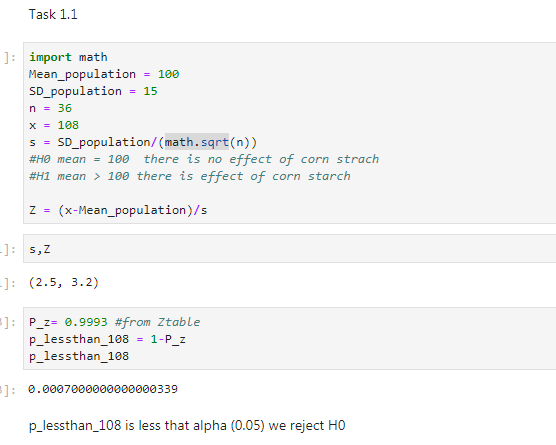 Task 1.1
]:
import math
Mean_population = 100
SD_population = 15
n = 36
x = 108
s = SD_population/(math.sqrt(n))
#H0 mean = 100  there is no effect of corn strach
#H1 mean > 100 there is effect of corn starch
Z = (x-Mean_population)/s
]: s,Z
]: (2.5, 3.2)
]: P_z= 0.9993 #from Ztable
p_lessthan_108 = 1-P_z
p_lessthan_108
]: 0.0007000000000000339
p_lessthan_108 is less that alpha (0.05) we reject H0